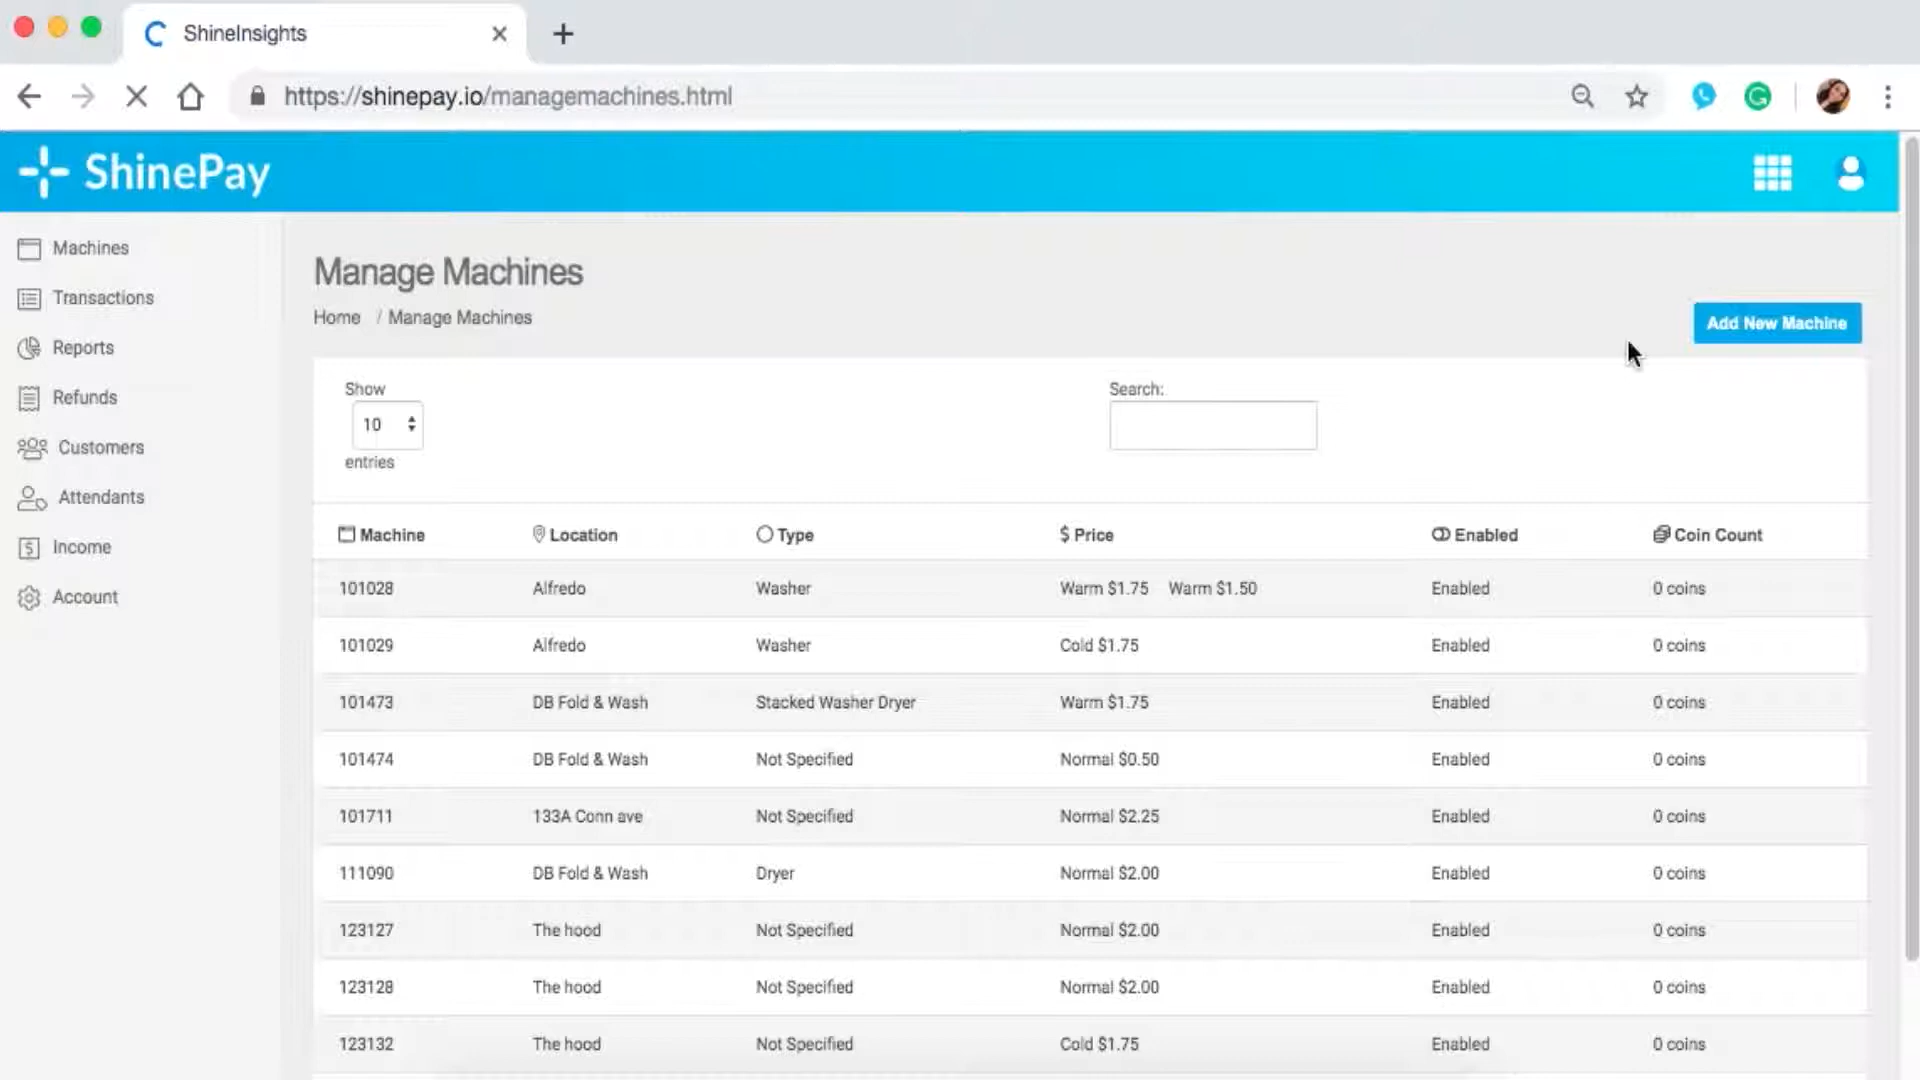 ShineInsights
https://shinepay.io/managemachines.html
ShinePay
Machines
Transactions
Reports
Refunds
Customers
Attendants
Income
Account
Manage Machines
Home / Manage Machines
Add New Machine
Show
10
entries
Search:
Machine Location Type $ Price Enabled Coin Count
101028 Alfredo Washer Warm $1.75 Warm $1.50 Enabled 0 coins
101029 Alfredo Washer Cold $1.75 Enabled 0 coins
101473 DB Fold & Wash Stacked Washer Dryer Warm $1.75 Enabled 0 coins
101474 DB Fold & Wash Not Specified Normal $0.50 Enabled 0 coins
101711 133A Conn ave Not Specified Normal $2.25 Enabled 0 coins
111090 DB Fold & Wash Dryer Normal $2.00 Enabled 0 coins
123127 The hood Not Specified Normal $2.00 Enabled 0 coins
123128 The hood Not Specified Normal $2.00 Enabled 0 coins
123132 The hood Not Specified Cold $1.75 Enabled 0 coins